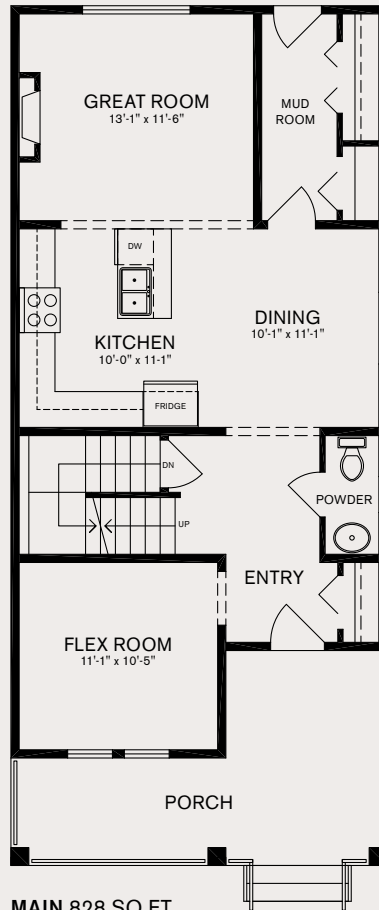 GREAT ROOM
13'-1" x 11'-6"
MUD
ROOM
DW
KITCHEN
10'-0" x 11'-1"
DINING
10'-1" x 11'-1"
FRIDGE
DN
UP
POWDER
ENTRY
FLEX ROOM
11'-1" x 10'-5"
PORCH
MAIN 828 SQ FT